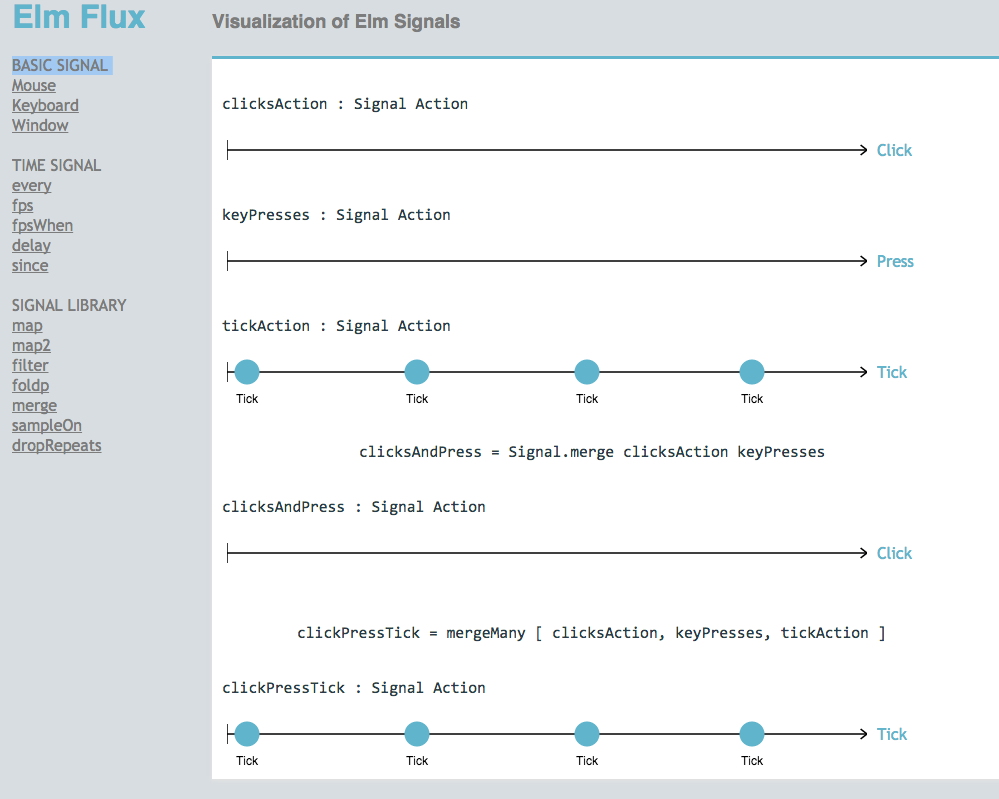 Elm Flux
BASIC SIGNAL
Mouse
Keyboard
Window
TIME SIGNAL
every
fps
fpsWhen
delay
since
SIGNAL LIBRARY
map
map2
filter
foldp
merge
sampleOn
dropRepeats
Visualization of Elm Signals
clicksAction : Signal Action
Click
keyPresses : Signal Action
Press
tickAction : Signal Action
Tick
Tick Tick Tick Tick
clicksAndPress = Signal.merge clicksAction keyPresses
clicksAndPress : Signal Action
Click
clickPressTick = mergeMany [ clicksAction, keyPresses, tickAction ]
clickPressTick : Signal Action
Tick
Tick Tick Tick Tick